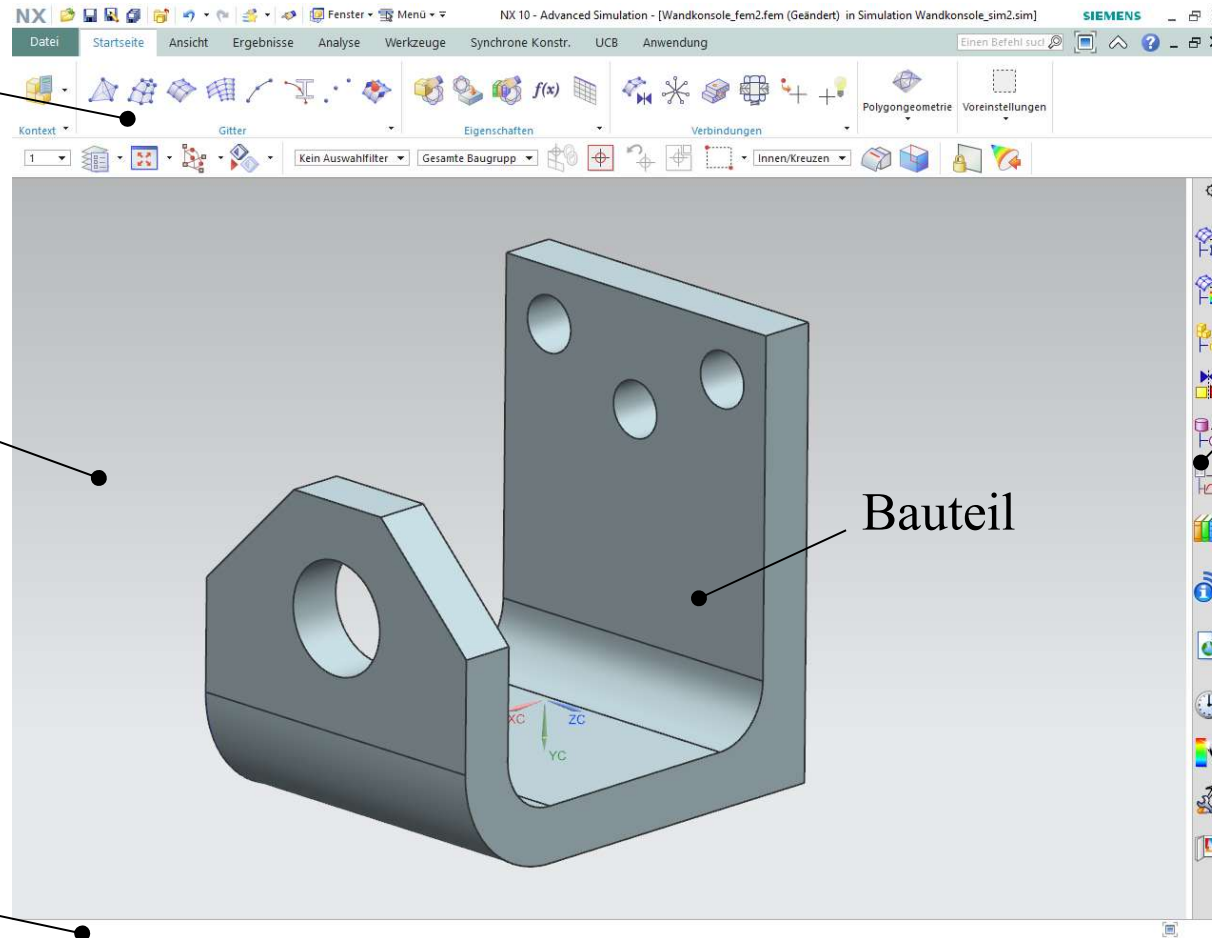 NX Fenster Menü NX 10 - Advanced Simulation - [Wandkonsole_fem2.fem (Geändert) in Simulation Wandkonsole_sim2.sim] SIEMENS
Datei Startseite Ansicht Ergebnisse Analyse Werkzeuge Synchrone Konstr. UCB Anwendung Einen Befehl sucl
f(x)
Polygongeometrie Voreinstellungen
Kontext Gitter Eigenschaften Verbindungen
1 Kein Auswahlfilter Gesamte Baugrupp Innen/Kreuzen
Bauteil
XC ZC
YC